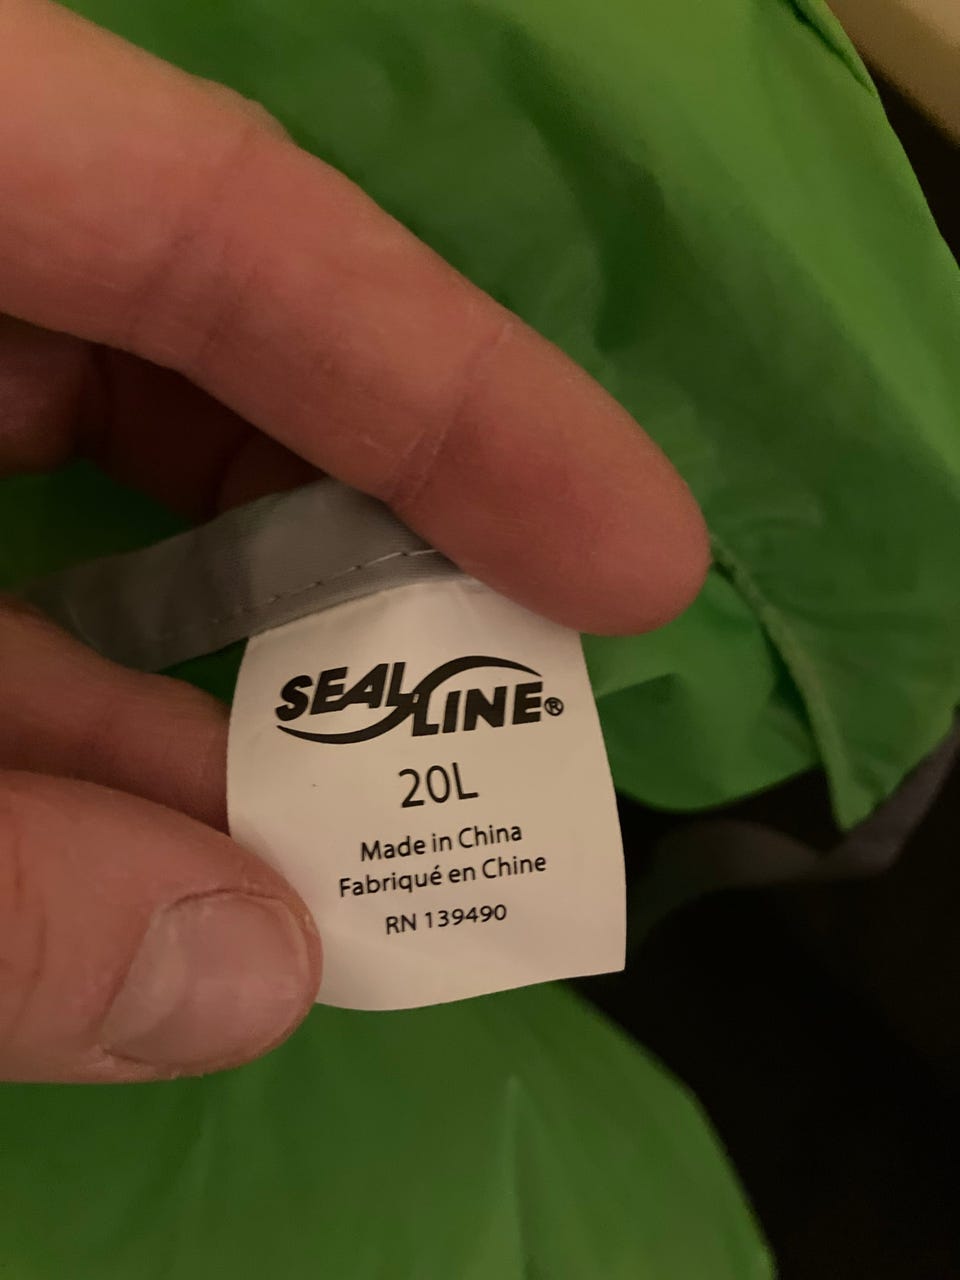 SEALLINE®
20L
Made in China
Fabriqué en Chine
RN 139490